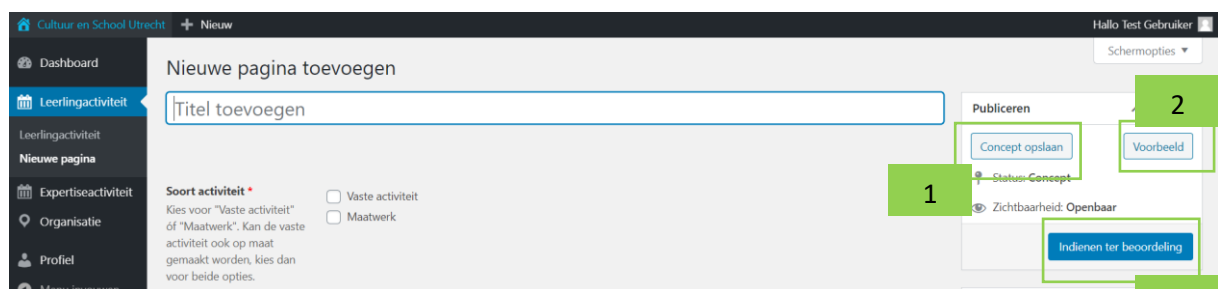 Cultuur en School Utrecht + Nieuw
Hallo Test Gebruiker
Schermopties ▼
Dashboard
Leerlingactiviteit
Leerlingactiviteit
Nieuwe pagina
Expertiseactiviteit
Organisatie
Profiel
Nieuwe pagina toevoegen
Titel toevoegen
Soort activiteit *
Kies voor "Vaste activiteit"
óf "Maatwerk". Kan de vaste
activiteit ook op maat
gemaakt worden, kies dan
voor beide opties.
Vaste activiteit
Maatwerk
Publiceren
2
Concept opslaan
Voorbeeld
1
Status: Concept
Zichtbaarheid: Openbaar
Indienen ter beoordeling